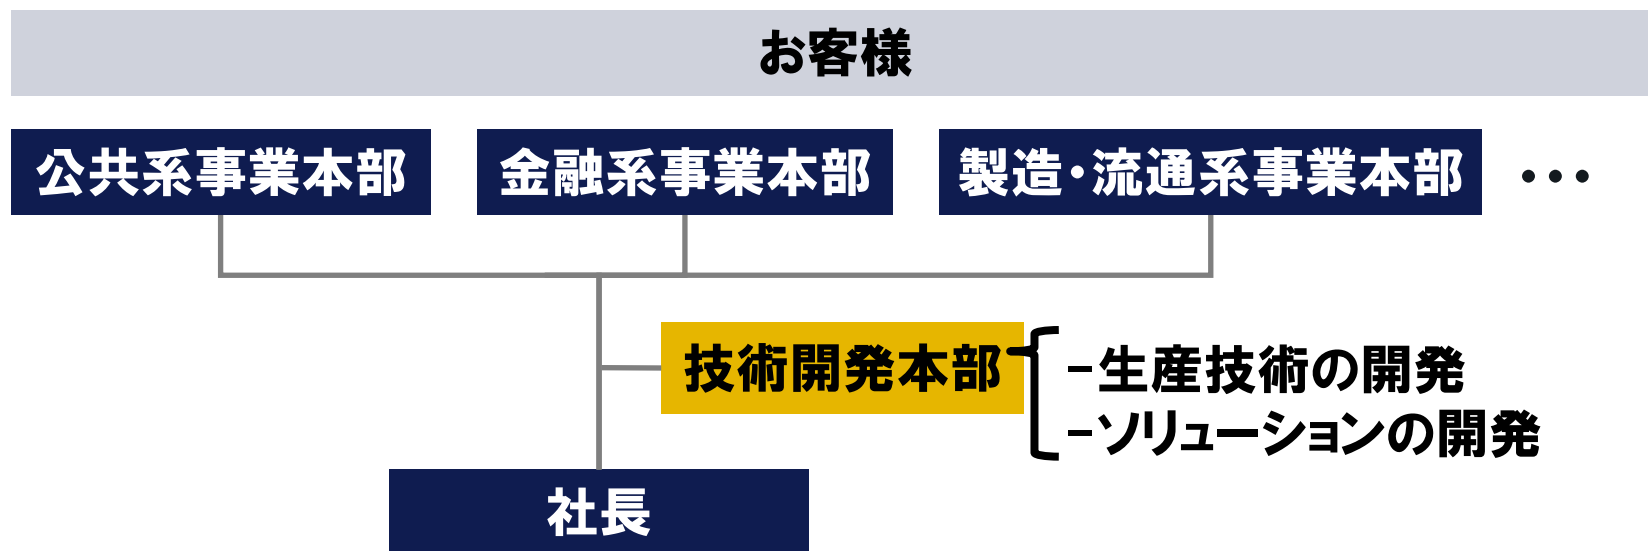 お客様
公共系事業本部
金融系事業本部
製造・流通系事業本部
・・・
技術開発本部
−生産技術の開発
−ソリューションの開発
社長